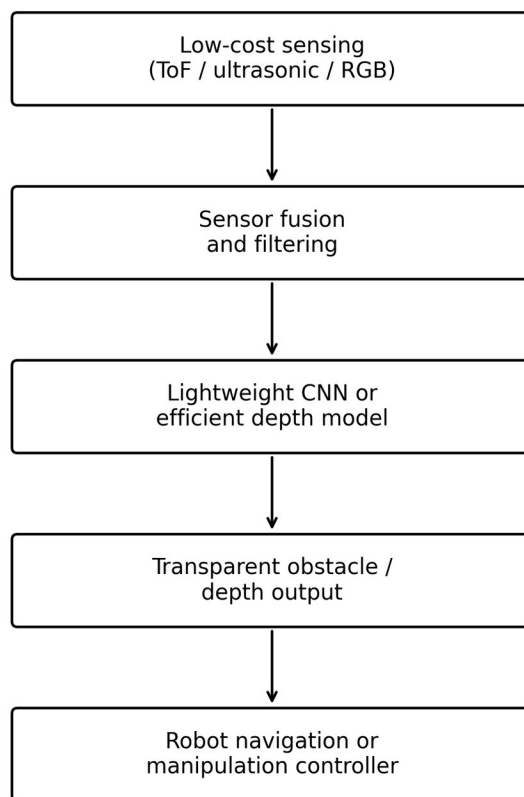 Low-cost sensing
(ToF / ultrasonic / RGB)
Sensor fusion
and filtering
Lightweight CNN or
efficient depth model
Transparent obstacle /
depth output
Robot navigation or
manipulation controller